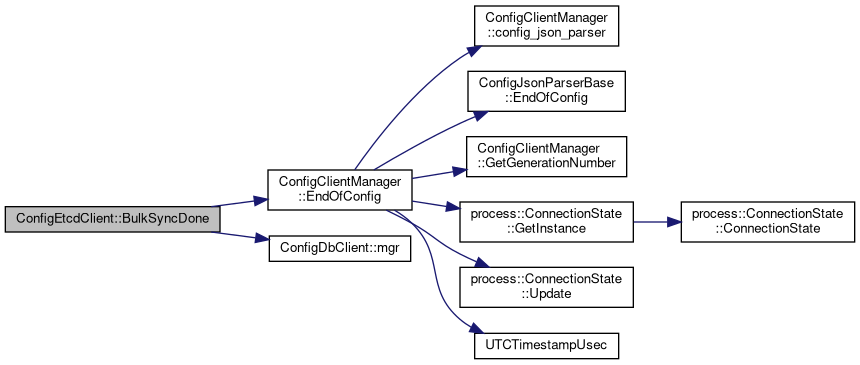 ConfigClientManager
::config_json_parser
ConfigJsonParserBase
::EndOfConfig
ConfigClientManager
::GetGenerationNumber
ConfigClientManager
::EndOfConfig
process::ConnectionState
::GetInstance
process::ConnectionState
::ConnectionState
ConfigEtcdClient::BulkSyncDone
ConfigDbClient::mgr
process::ConnectionState
::Update
UTCTimestampUsec